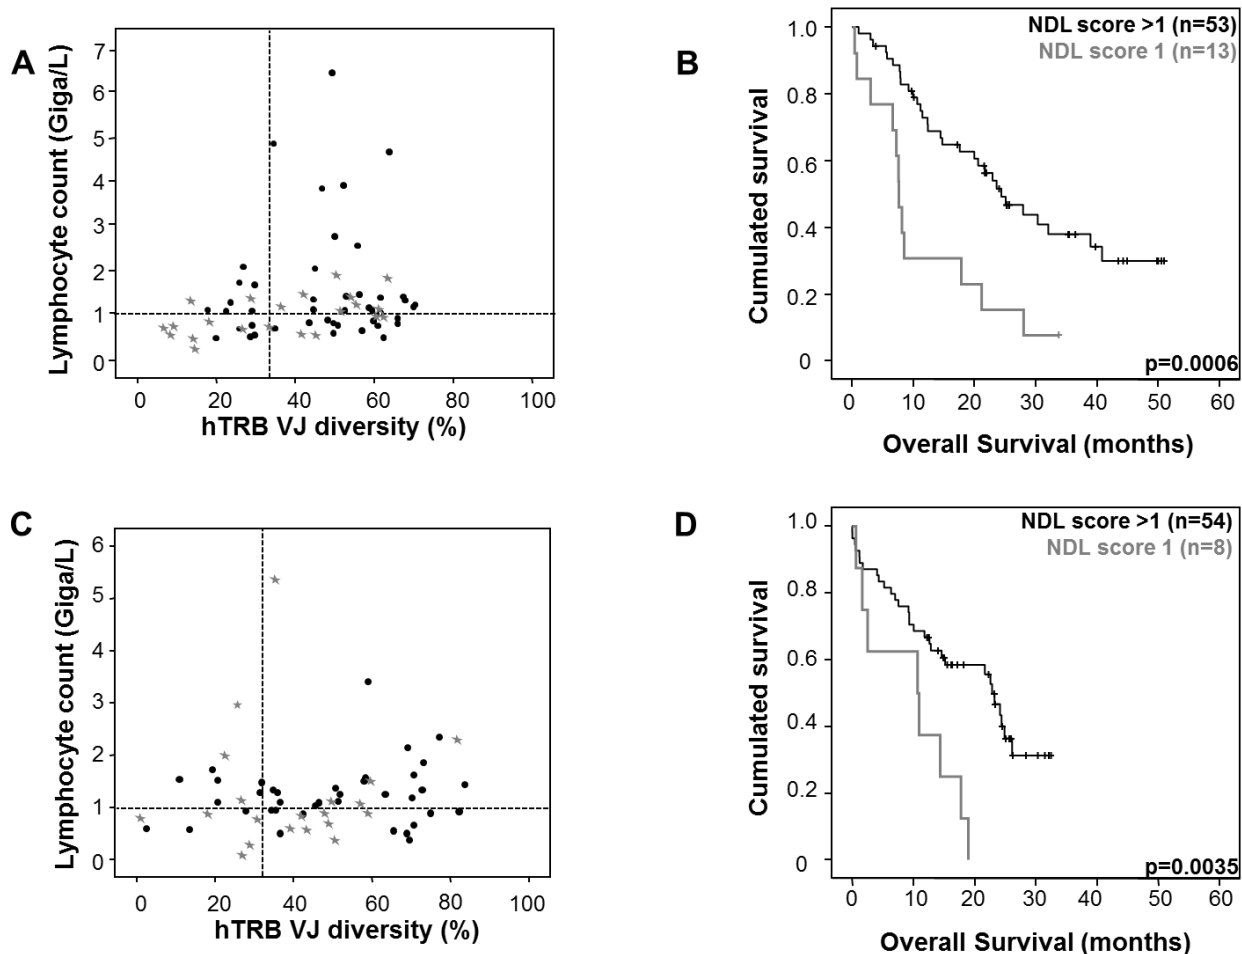 A
Lymphocyte count (Giga/L)
7
6
5
4
3
2
1
0
0 20 40 60 80 100
hTRB VJ diversity (%)
B
NDL score >1 (n=53)
NDL score 1 (n=13)
Cumulated survival
1.0
0.8
0.6
0.4
0.2
0
p=0.0006
0 10 20 30 40 50 60
Overall Survival (months)
C
Lymphocyte count (Giga/L)
6
5
4
3
2
1
0
0 20 40 60 80 100
hTRB VJ diversity (%)
D
NDL score >1 (n=54)
NDL score 1 (n=8)
Cumulated survival
1.0
0.8
0.6
0.4
0.2
0
p=0.0035
0 10 20 30 40 50 60
Overall Survival (months)